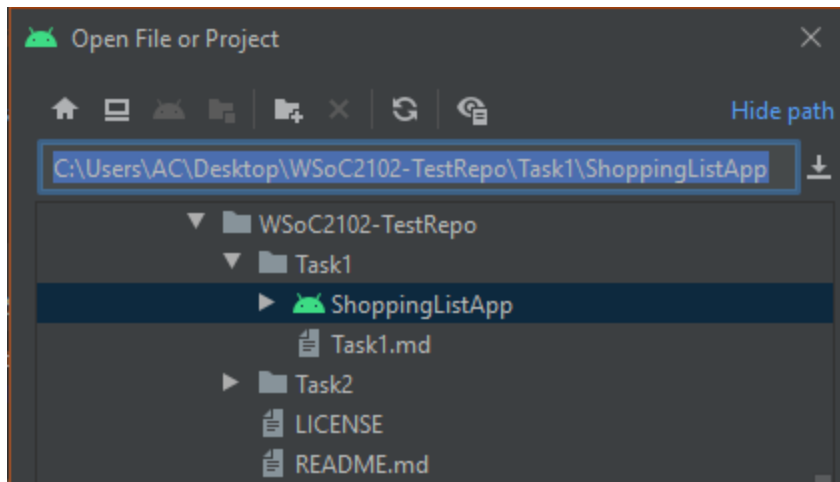 Open File or Project
Hide path
C:\Users\AC\Desktop\WSoC2102-TestRepo\Task1\ShoppingListApp
WSoC2102-TestRepo
Task1
ShoppingListApp
Task1.md
Task2
LICENSE
README.md